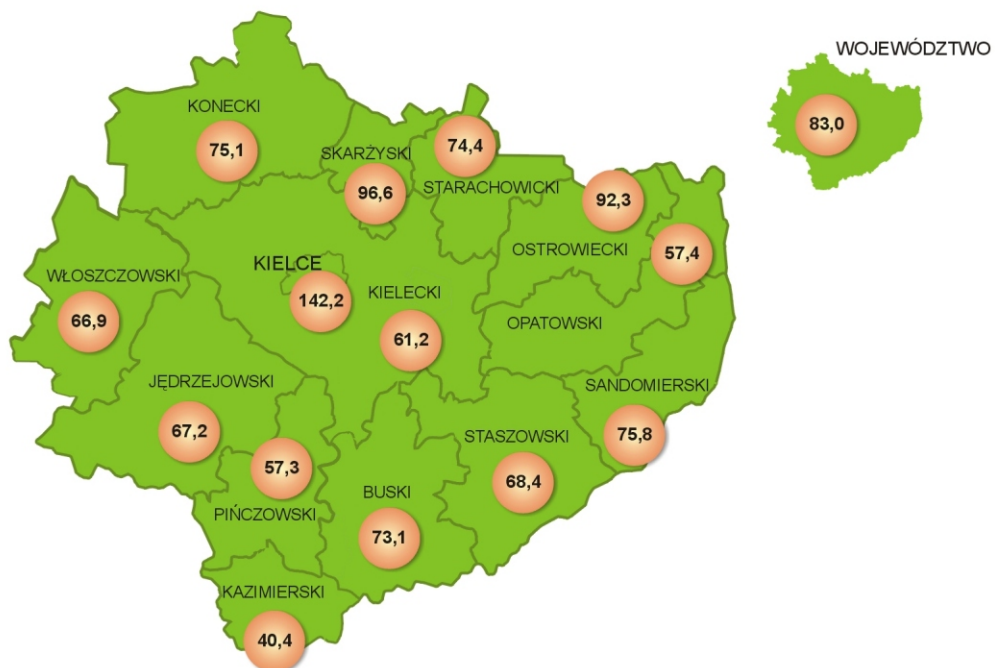 WOJEWÓDZTWO
83,0
KONECKI
75,1
SKARŻYSKI
96,6
74,4
STARACHOWICKI
92,3
OSTROWIECKI
57,4
KIELCE
142,2
KIELECKI
61,2
WŁOSZCZOWSKI
66,9
OPATOWSKI
JĘDRZEJOWSKI
67,2
SANDOMIERSKI
75,8
STASZOWSKI
68,4
57,3
PIŃCZOWSKI
BUSKI
73,1
KAZIMIERSKI
40,4